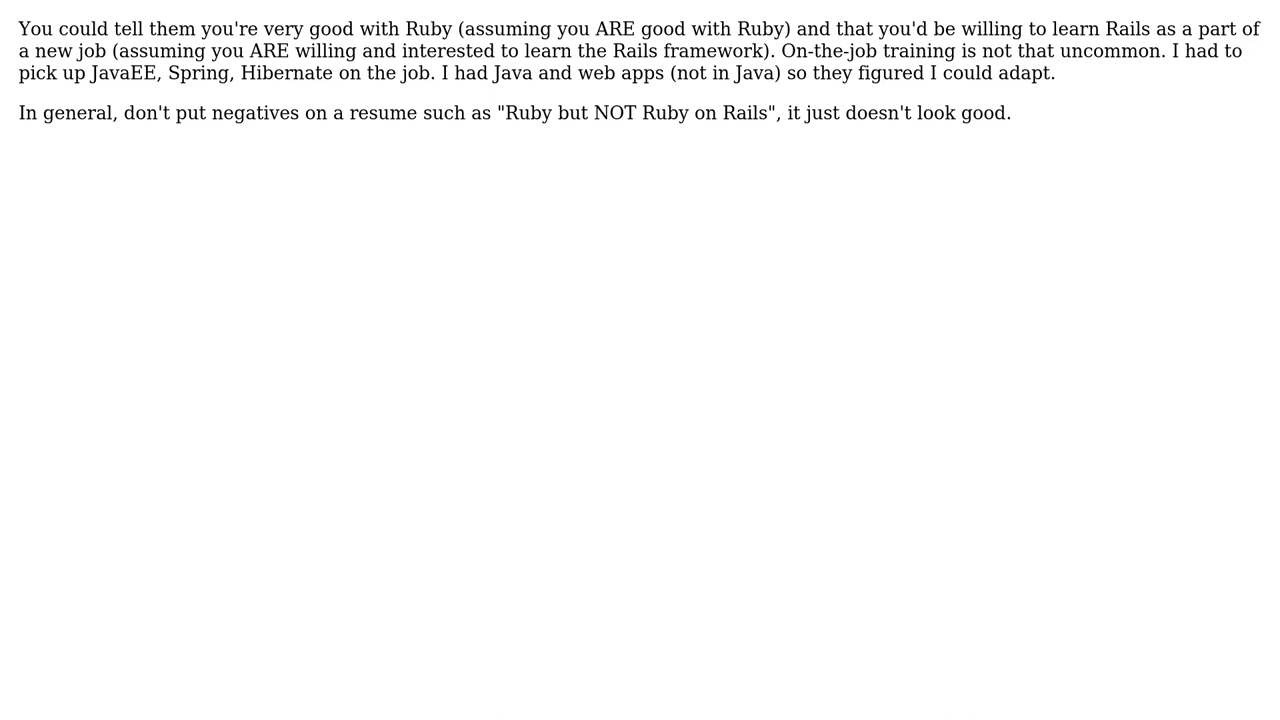 You could tell them you're very good with Ruby (assuming you ARE good with Ruby) and that you'd be willing to learn Rails as a part of
a new job (assuming you ARE willing and interested to learn the Rails framework). On-the-job training is not that uncommon. I had to
pick up JavaEE, Spring, Hibernate on the job. I had Java and web apps (not in Java) so they figured I could adapt.
In general, don't put negatives on a resume such as "Ruby but NOT Ruby on Rails", it just doesn't look good.